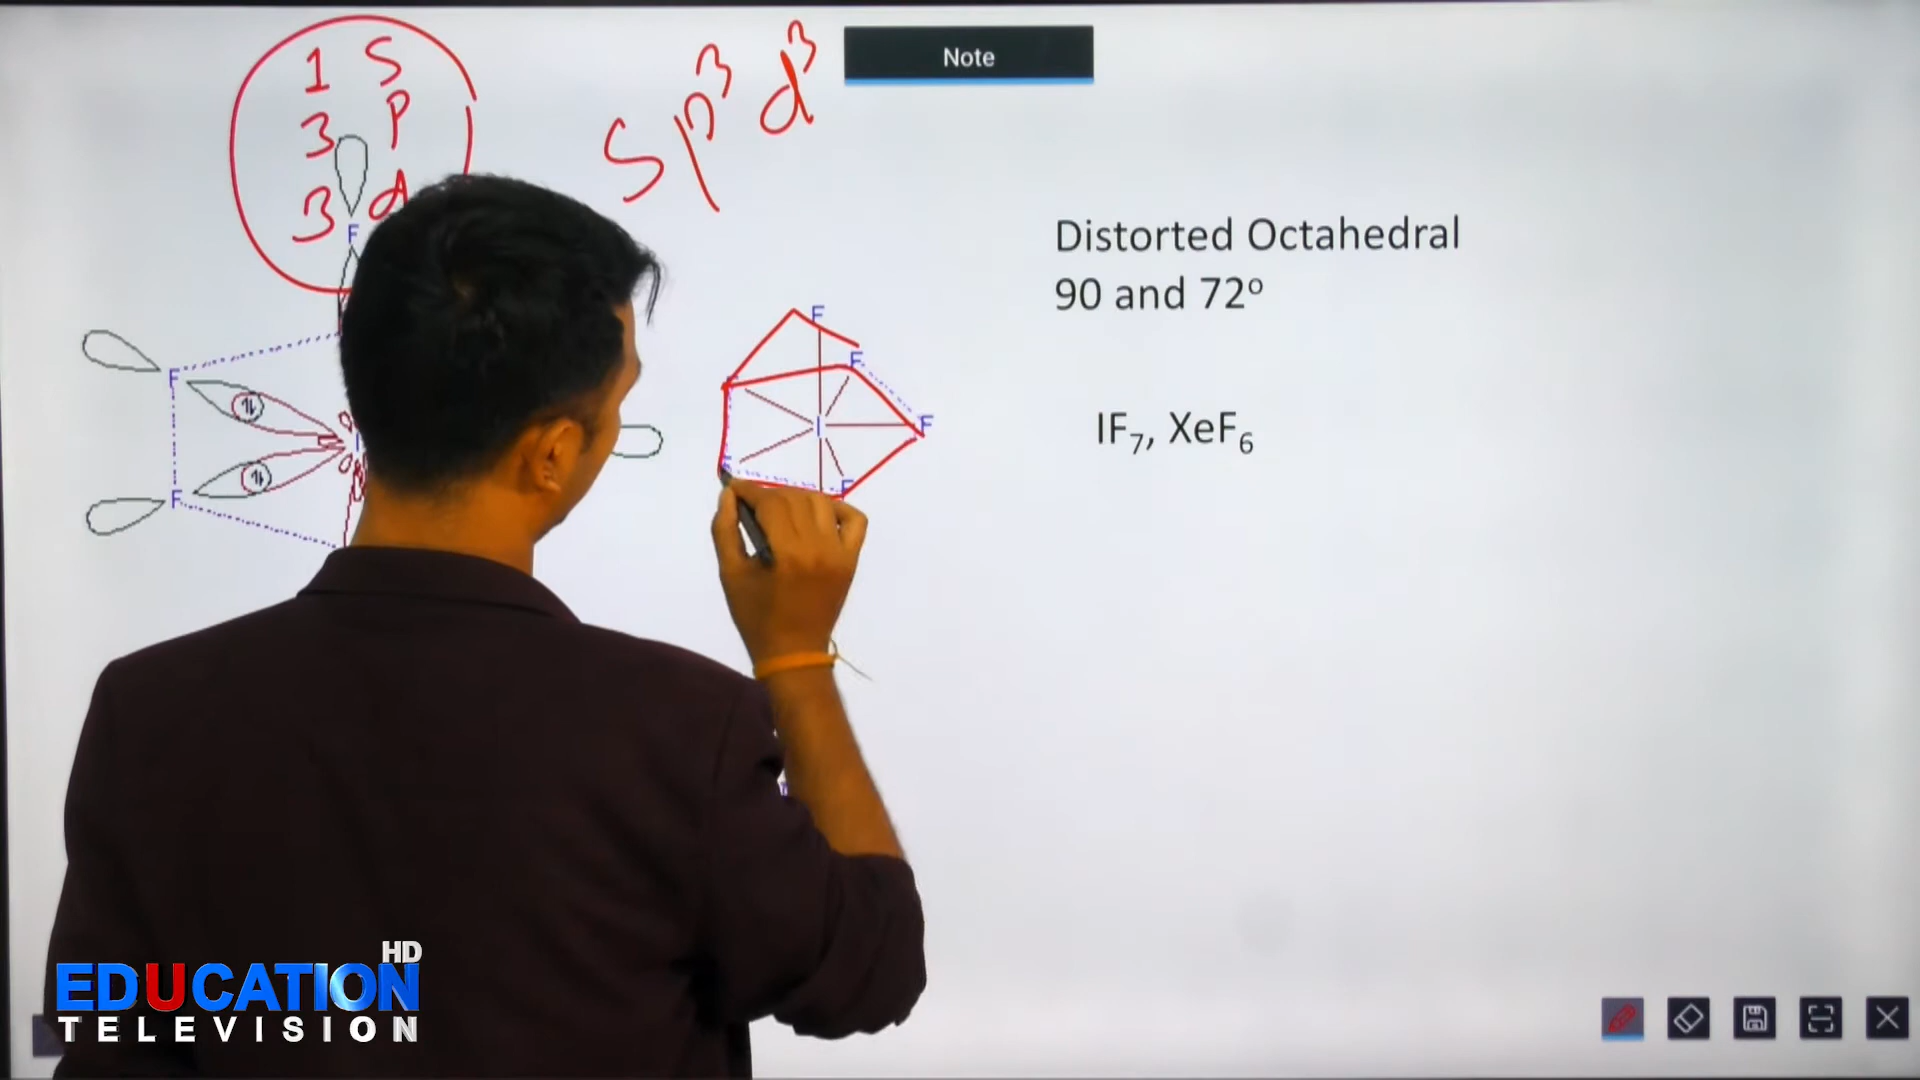 Note
1 S
3 P
3 d
sp³d³
Distorted Octahedral
90 and 72°
IF₇, XeF₆
F
F
F
I
F
F
F
I
F
F
HD
EDUCATION
TELEVISION